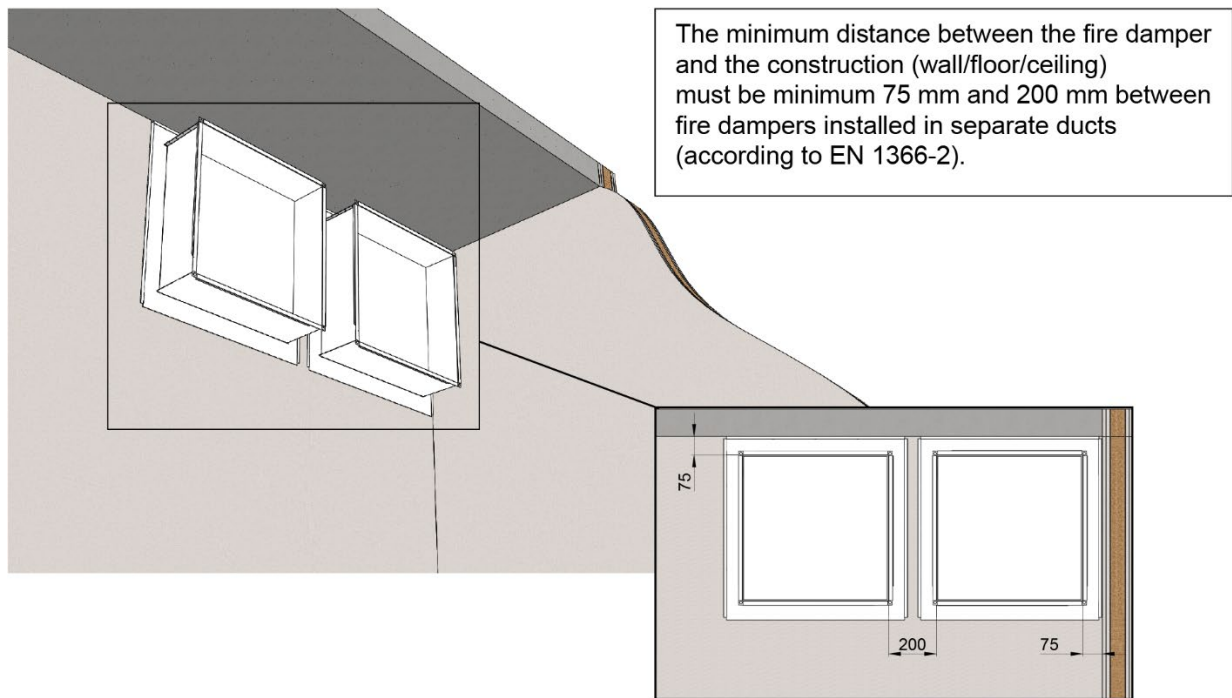 The minimum distance between the fire damper
and the construction (wall/floor/ceiling)
must be minimum 75 mm and 200 mm between
fire dampers installed in separate ducts
(according to EN 1366-2).
75
200
75